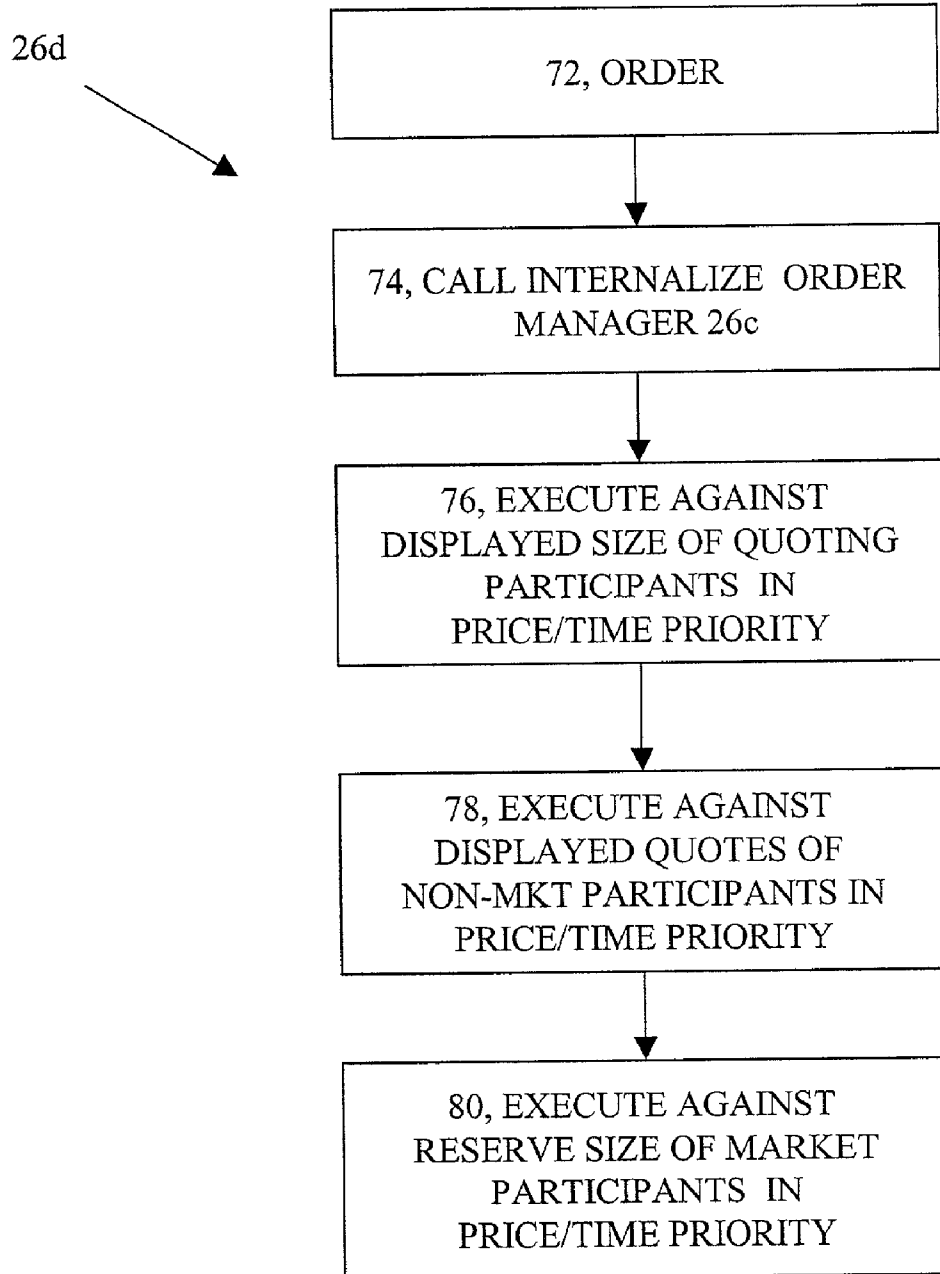 26d
72, ORDER
74, CALL INTERNALIZE ORDER
MANAGER 26c
76, EXECUTE AGAINST
DISPLAYED SIZE OF QUOTING
PARTICIPANTS IN
PRICE/TIME PRIORITY
78, EXECUTE AGAINST
DISPLAYED QUOTES OF
NON-MKT PARTICIPANTS IN
PRICE/TIME PRIORITY
80, EXECUTE AGAINST
RESERVE SIZE OF MARKET
PARTICIPANTS IN
PRICE/TIME PRIORITY